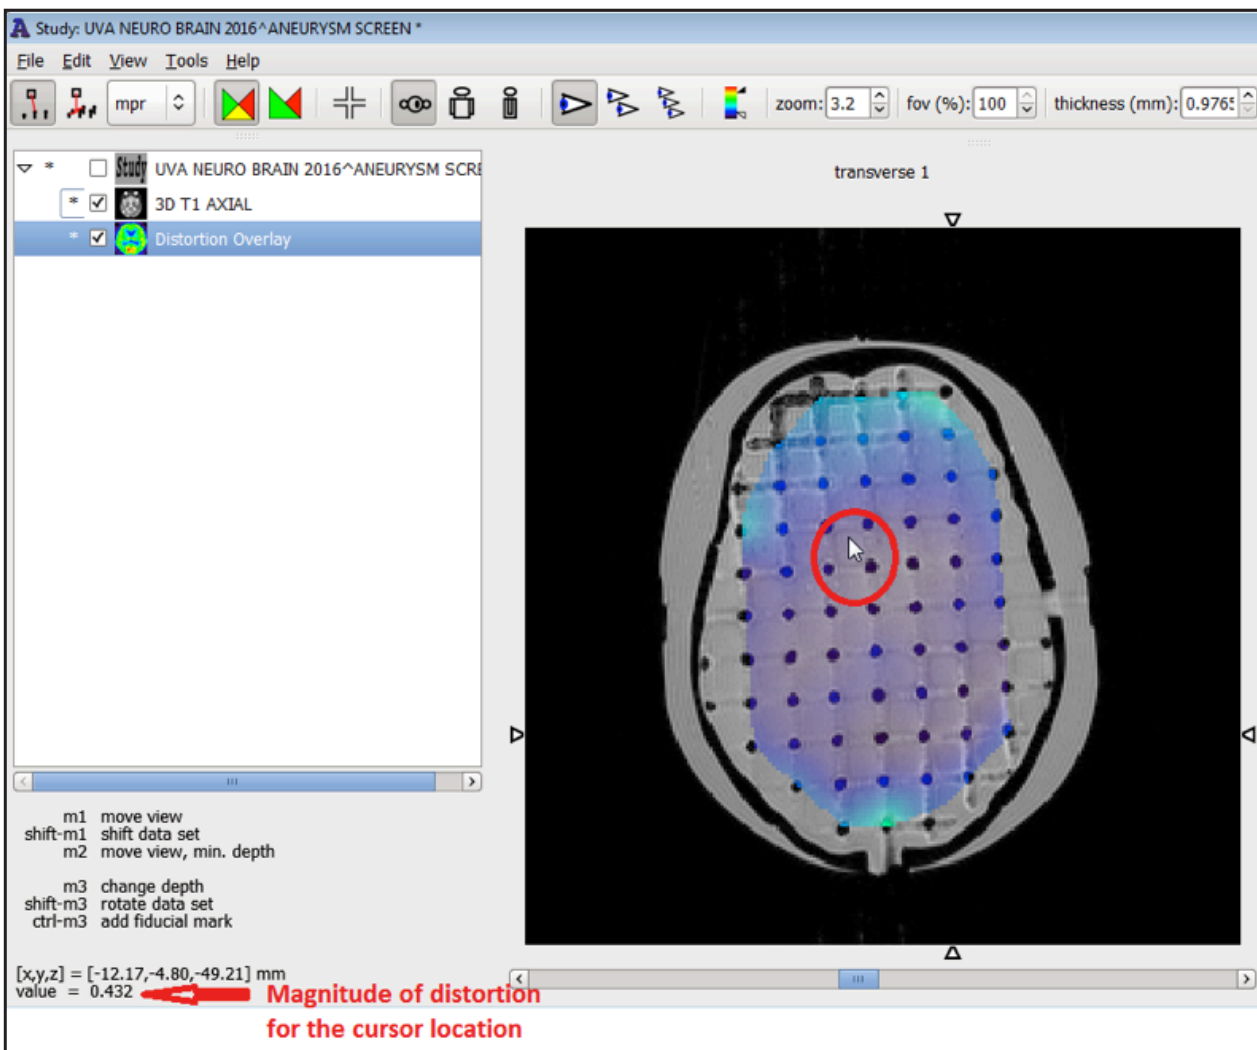 Study: UVA NEURO BRAIN 2016^ANEURYSM SCREEN *
File Edit View Tools Help
mpr zoom: 3.2 fov (%): 100 thickness (mm): 0.976
Study UVA NEURO BRAIN 2016^ANEURYSM SCRE
* 3D T1 AXIAL
* Distortion Overlay
transverse 1
m1 move view
shift-m1 shift data set
m2 move view, min. depth
m3 change depth
shift-m3 rotate data set
ctrl-m3 add fiducial mark
[x,y,z] = [-12.17,-4.80,-49.21] mm
value = 0.432
Magnitude of distortion
for the cursor location